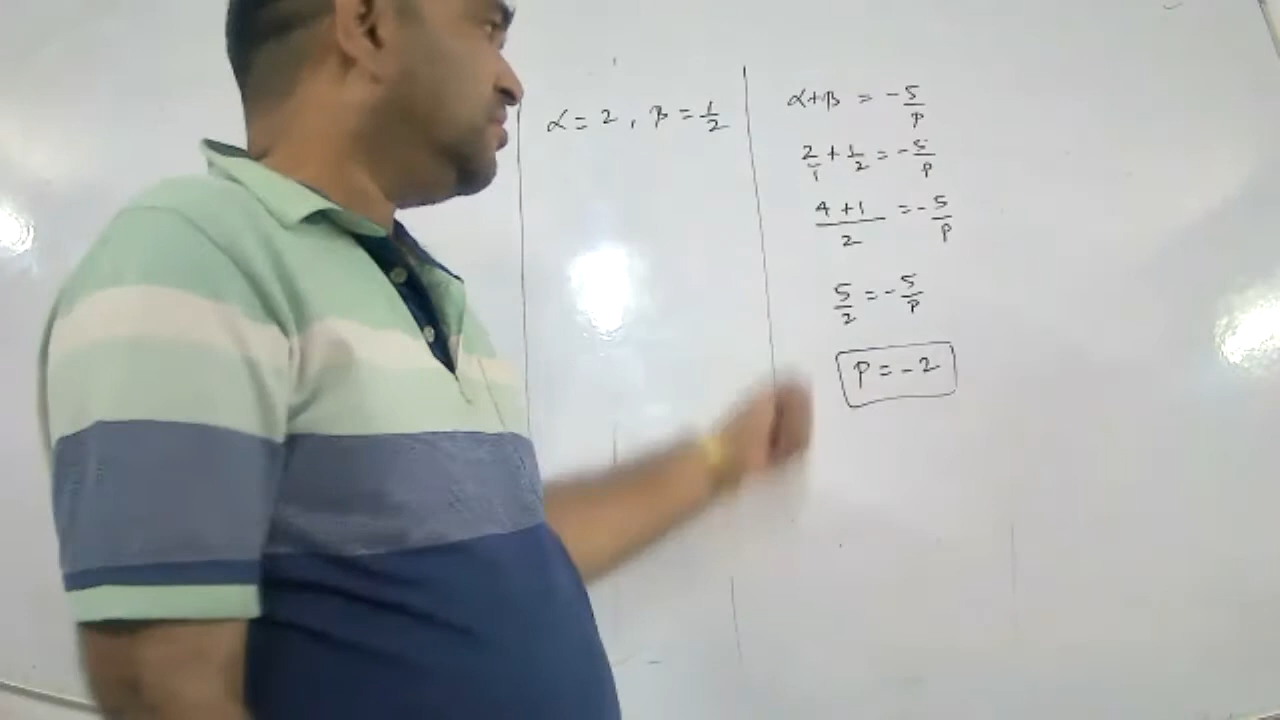 α = 2, β = 1/2
α+β = -5/P
2/1 + 1/2 = -5/P
4+1/2 = -5/P
5/2 = -5/P
P = -2